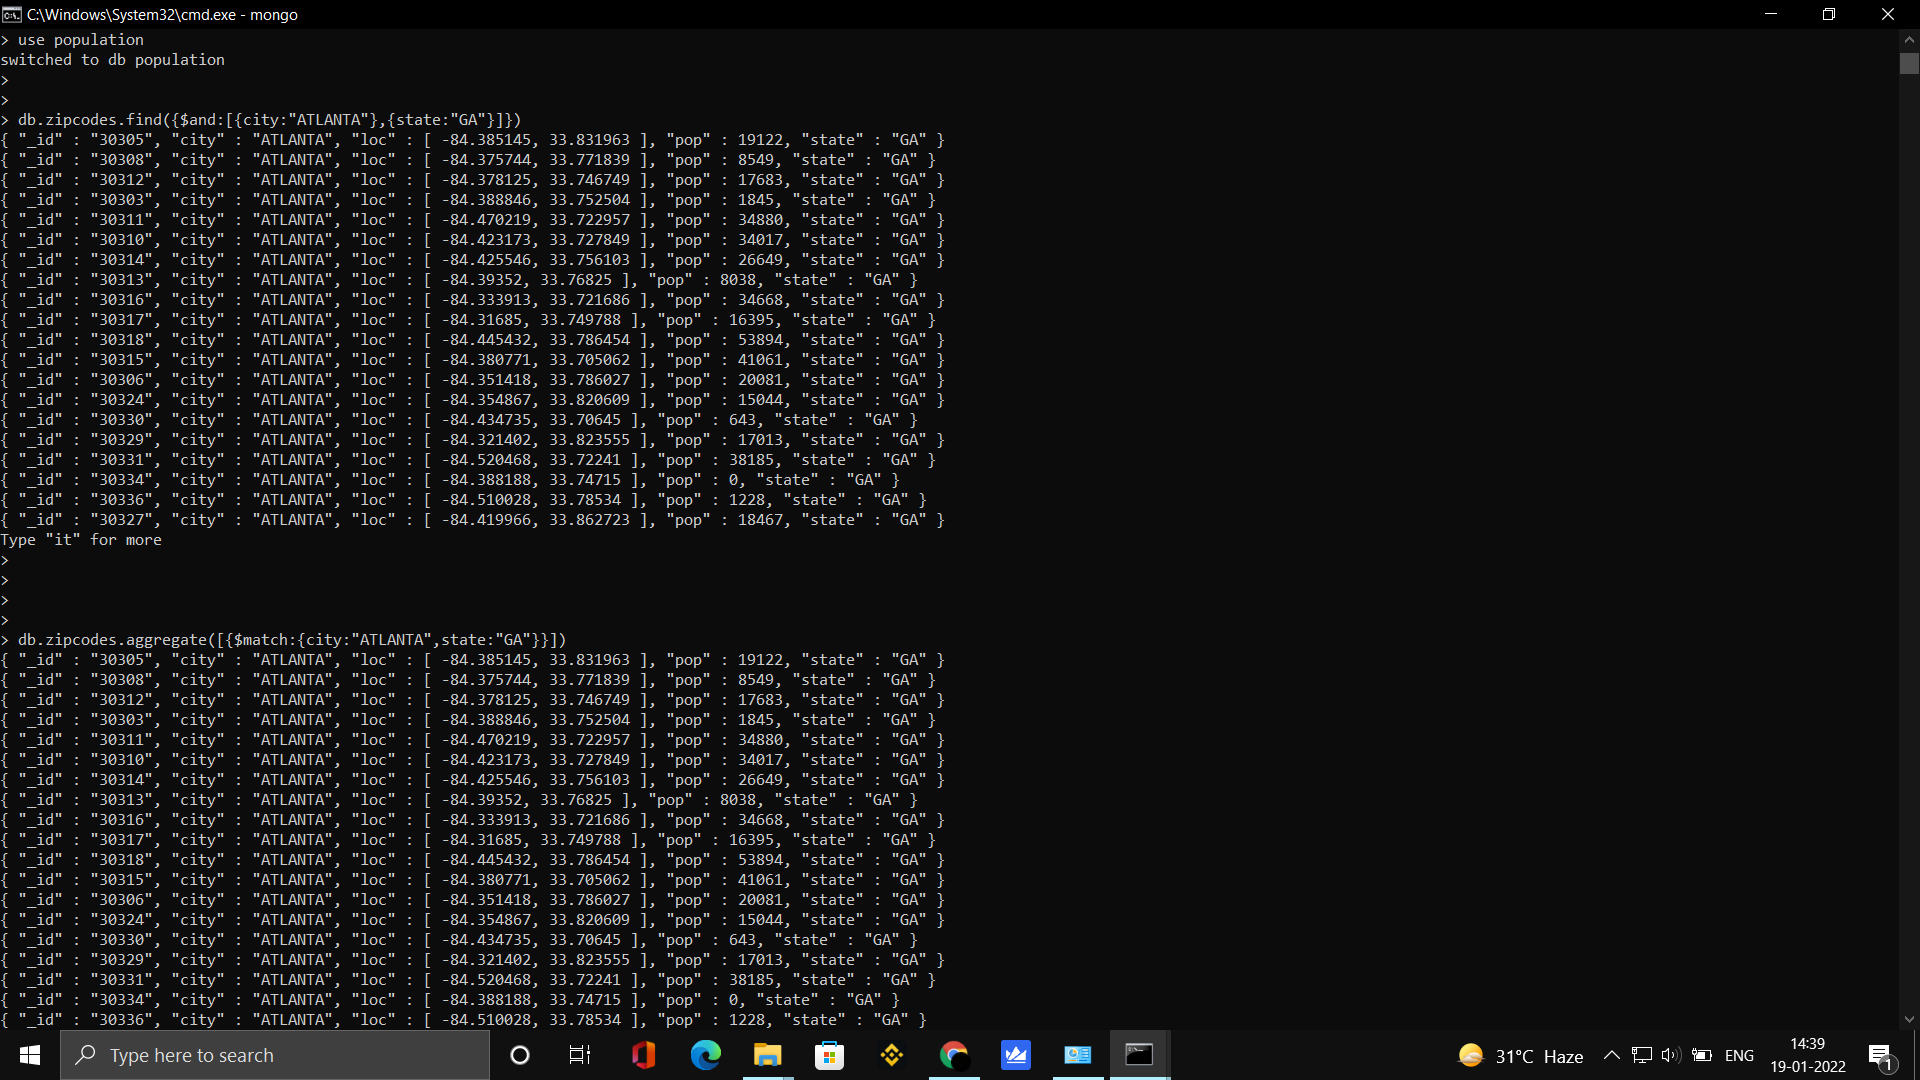 C:\Windows\System32\cmd.exe - mongo
> use population
switched to db population
>
>
> db.zipcodes.find({$and:[{city:"ATLANTA"},{state:"GA"}]})
{ "_id" : "30305", "city" : "ATLANTA", "loc" : [ -84.385145, 33.831963 ], "pop" : 19122, "state" : "GA" }
{ "_id" : "30308", "city" : "ATLANTA", "loc" : [ -84.375744, 33.771839 ], "pop" : 8549, "state" : "GA" }
{ "_id" : "30312", "city" : "ATLANTA", "loc" : [ -84.378125, 33.746749 ], "pop" : 17683, "state" : "GA" }
{ "_id" : "30303", "city" : "ATLANTA", "loc" : [ -84.388846, 33.752504 ], "pop" : 1845, "state" : "GA" }
{ "_id" : "30311", "city" : "ATLANTA", "loc" : [ -84.470219, 33.722957 ], "pop" : 34880, "state" : "GA" }
{ "_id" : "30310", "city" : "ATLANTA", "loc" : [ -84.423173, 33.727849 ], "pop" : 34017, "state" : "GA" }
{ "_id" : "30314", "city" : "ATLANTA", "loc" : [ -84.425546, 33.756103 ], "pop" : 26649, "state" : "GA" }
{ "_id" : "30313", "city" : "ATLANTA", "loc" : [ -84.39352, 33.76825 ], "pop" : 8038, "state" : "GA" }
{ "_id" : "30316", "city" : "ATLANTA", "loc" : [ -84.333913, 33.721686 ], "pop" : 34668, "state" : "GA" }
{ "_id" : "30317", "city" : "ATLANTA", "loc" : [ -84.31685, 33.749788 ], "pop" : 16395, "state" : "GA" }
{ "_id" : "30318", "city" : "ATLANTA", "loc" : [ -84.445432, 33.786454 ], "pop" : 53894, "state" : "GA" }
{ "_id" : "30315", "city" : "ATLANTA", "loc" : [ -84.380771, 33.705062 ], "pop" : 41061, "state" : "GA" }
{ "_id" : "30306", "city" : "ATLANTA", "loc" : [ -84.351418, 33.786027 ], "pop" : 20081, "state" : "GA" }
{ "_id" : "30324", "city" : "ATLANTA", "loc" : [ -84.354867, 33.820609 ], "pop" : 15044, "state" : "GA" }
{ "_id" : "30330", "city" : "ATLANTA", "loc" : [ -84.434735, 33.70645 ], "pop" : 643, "state" : "GA" }
{ "_id" : "30329", "city" : "ATLANTA", "loc" : [ -84.321402, 33.823555 ], "pop" : 17013, "state" : "GA" }
{ "_id" : "30331", "city" : "ATLANTA", "loc" : [ -84.520468, 33.72241 ], "pop" : 38185, "state" : "GA" }
{ "_id" : "30334", "city" : "ATLANTA", "loc" : [ -84.388188, 33.74715 ], "pop" : 0, "state" : "GA" }
{ "_id" : "30336", "city" : "ATLANTA", "loc" : [ -84.510028, 33.78534 ], "pop" : 1228, "state" : "GA" }
{ "_id" : "30327", "city" : "ATLANTA", "loc" : [ -84.419966, 33.862723 ], "pop" : 18467, "state" : "GA" }
Type "it" for more
>
>
>
>
> db.zipcodes.aggregate([{$match:{city:"ATLANTA",state:"GA"}}])
{ "_id" : "30305", "city" : "ATLANTA", "loc" : [ -84.385145, 33.831963 ], "pop" : 19122, "state" : "GA" }
{ "_id" : "30308", "city" : "ATLANTA", "loc" : [ -84.375744, 33.771839 ], "pop" : 8549, "state" : "GA" }
{ "_id" : "30312", "city" : "ATLANTA", "loc" : [ -84.378125, 33.746749 ], "pop" : 17683, "state" : "GA" }
{ "_id" : "30303", "city" : "ATLANTA", "loc" : [ -84.388846, 33.752504 ], "pop" : 1845, "state" : "GA" }
{ "_id" : "30311", "city" : "ATLANTA", "loc" : [ -84.470219, 33.722957 ], "pop" : 34880, "state" : "GA" }
{ "_id" : "30310", "city" : "ATLANTA", "loc" : [ -84.423173, 33.727849 ], "pop" : 34017, "state" : "GA" }
{ "_id" : "30314", "city" : "ATLANTA", "loc" : [ -84.425546, 33.756103 ], "pop" : 26649, "state" : "GA" }
{ "_id" : "30313", "city" : "ATLANTA", "loc" : [ -84.39352, 33.76825 ], "pop" : 8038, "state" : "GA" }
{ "_id" : "30316", "city" : "ATLANTA", "loc" : [ -84.333913, 33.721686 ], "pop" : 34668, "state" : "GA" }
{ "_id" : "30317", "city" : "ATLANTA", "loc" : [ -84.31685, 33.749788 ], "pop" : 16395, "state" : "GA" }
{ "_id" : "30318", "city" : "ATLANTA", "loc" : [ -84.445432, 33.786454 ], "pop" : 53894, "state" : "GA" }
{ "_id" : "30315", "city" : "ATLANTA", "loc" : [ -84.380771, 33.705062 ], "pop" : 41061, "state" : "GA" }
{ "_id" : "30306", "city" : "ATLANTA", "loc" : [ -84.351418, 33.786027 ], "pop" : 20081, "state" : "GA" }
{ "_id" : "30324", "city" : "ATLANTA", "loc" : [ -84.354867, 33.820609 ], "pop" : 15044, "state" : "GA" }
{ "_id" : "30330", "city" : "ATLANTA", "loc" : [ -84.434735, 33.70645 ], "pop" : 643, "state" : "GA" }
{ "_id" : "30329", "city" : "ATLANTA", "loc" : [ -84.321402, 33.823555 ], "pop" : 17013, "state" : "GA" }
{ "_id" : "30331", "city" : "ATLANTA", "loc" : [ -84.520468, 33.72241 ], "pop" : 38185, "state" : "GA" }
{ "_id" : "30334", "city" : "ATLANTA", "loc" : [ -84.388188, 33.74715 ], "pop" : 0, "state" : "GA" }
{ "_id" : "30336", "city" : "ATLANTA", "loc" : [ -84.510028, 33.78534 ], "pop" : 1228, "state" : "GA" }
Type here to search
31°C Haze
ENG
14:39
19-01-2022
1